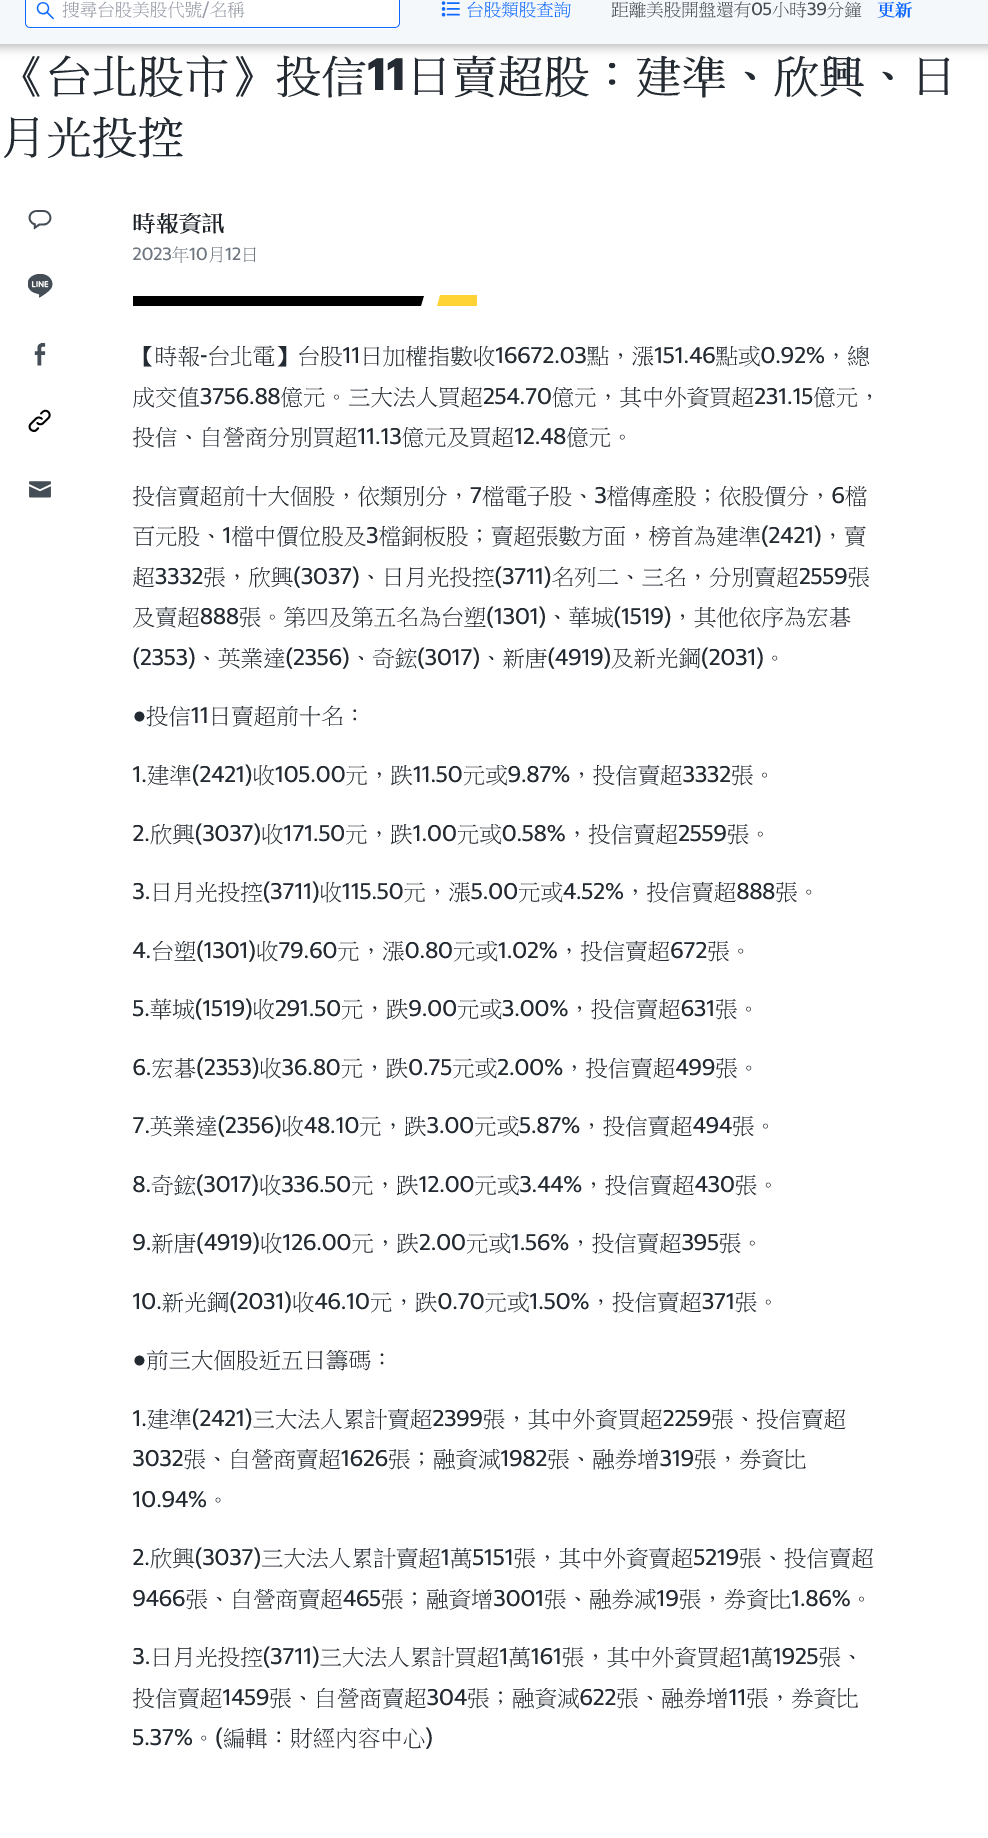 搜尋台股美股代號/名稱
台股類股查詢
距離美股開盤還有05小時39分鐘
更新
《台北股市》投信11日賣超股：建準、欣興、日
月光投控
時報資訊
2023年10月12日
LINE
【時報-台北電】台股11日加權指數收16672.03點，漲151.46點或0.92%，總
成交值3756.88億元。三大法人買超254.70億元，其中外資買超231.15億元，
投信、自營商分別買超11.13億元及買超12.48億元。
投信賣超前十大個股，依類別分，7檔電子股、3檔傳產股；依股價分，6檔
百元股、1檔中價位股及3檔銅板股；賣超張數方面，榜首為建準(2421)，賣
超3332張，欣興(3037)、日月光投控(3711)名列二、三名，分別賣超2559張
及賣超888張。第四及第五名為台塑(1301)、華城(1519)，其他依序為宏碁
(2353)、英業達(2356)、奇鋐(3017)、新唐(4919)及新光鋼(2031)。
●投信11日賣超前十名：
1.建準(2421)收105.00元，跌11.50元或9.87%，投信賣超3332張。
2.欣興(3037)收171.50元，跌1.00元或0.58%，投信賣超2559張。
3.日月光投控(3711)收115.50元，漲5.00元或4.52%，投信賣超888張。
4.台塑(1301)收79.60元，漲0.80元或1.02%，投信賣超672張。
5.華城(1519)收291.50元，跌9.00元或3.00%，投信賣超631張。
6.宏碁(2353)收36.80元，跌0.75元或2.00%，投信賣超499張。
7.英業達(2356)收48.10元，跌3.00元或5.87%，投信賣超494張。
8.奇鋐(3017)收336.50元，跌12.00元或3.44%，投信賣超430張。
9.新唐(4919)收126.00元，跌2.00元或1.56%，投信賣超395張。
10.新光鋼(2031)收46.10元，跌0.70元或1.50%，投信賣超371張。
●前三大個股近五日籌碼：
1.建準(2421)三大法人累計賣超2399張，其中外資買超2259張、投信賣超
3032張、自營商賣超1626張；融資減1982張、融券增319張，券資比
10.94%。
2.欣興(3037)三大法人累計賣超1萬5151張，其中外資賣超5219張、投信賣超
9466張、自營商賣超465張；融資增3001張、融券減19張，券資比1.86%。
3.日月光投控(3711)三大法人累計買超1萬161張，其中外資買超1萬1925張、
投信賣超1459張、自營商賣超304張；融資減622張、融券增11張，券資比
5.37%。(編輯：財經內容中心)